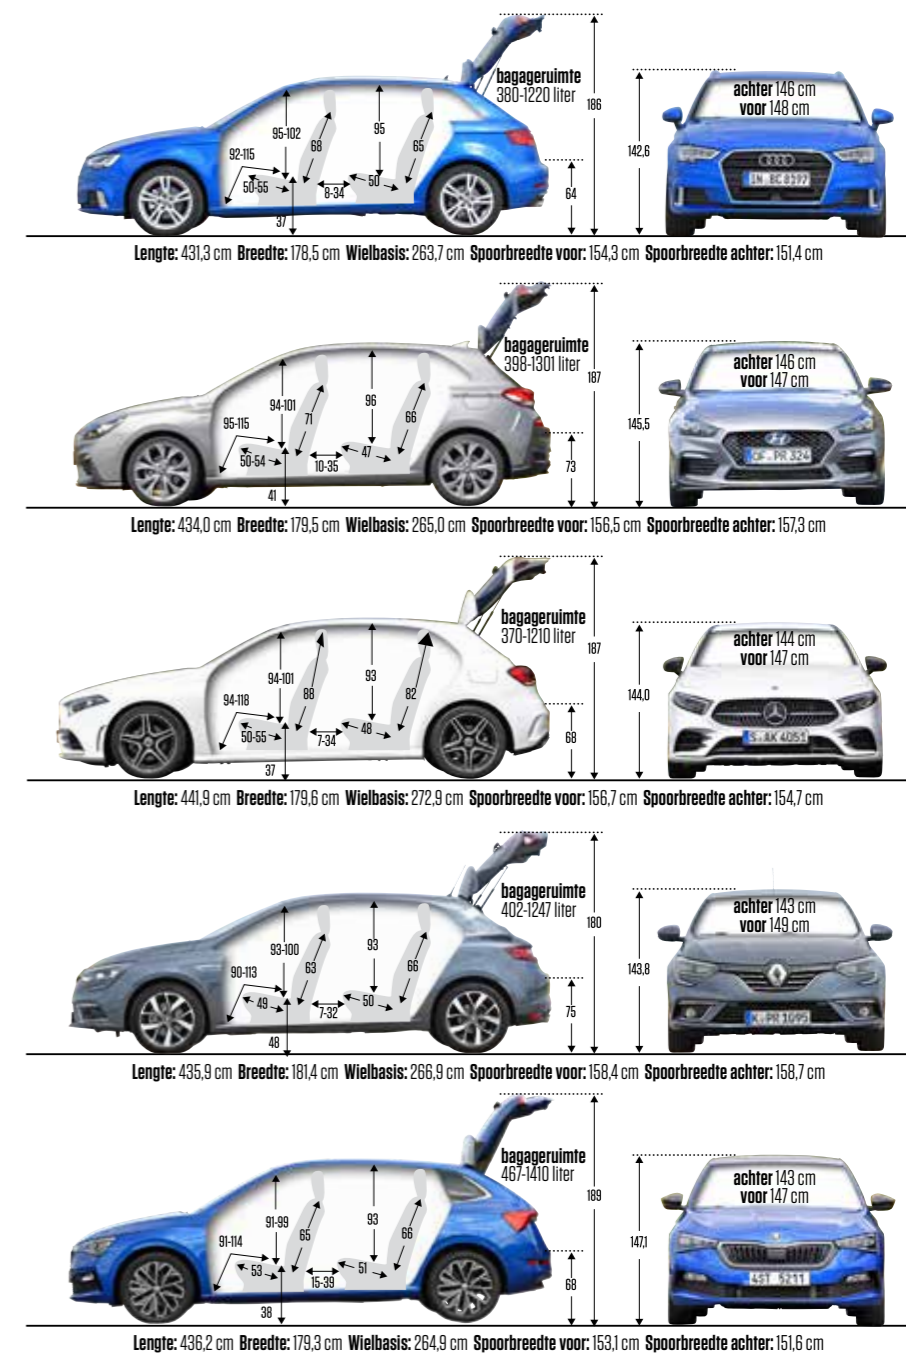 bagageruimte
380-1220 liter
186
achter 146 cm
voor 148 cm
95-102
95
142,6
68
65
92-115
50-55
8-34
50
64
37
Lengte: 431,3 cm Breedte: 178,5 cm Wielbasis: 263,7 cm Spoorbreedte voor: 154,3 cm Spoorbreedte achter: 151,4 cm
bagageruimte
398-1301 liter
187
achter 146 cm
voor 147 cm
94-101
96
145,5
71
66
95-115
50-54
10-35
47
73
41
OF PR 324
Lengte: 434,0 cm Breedte: 179,5 cm Wielbasis: 265,0 cm Spoorbreedte voor: 156,5 cm Spoorbreedte achter: 157,3 cm
bagageruimte
370-1210 liter
187
achter 144 cm
voor 147 cm
94-101
93
144,0
88
82
94-118
50-55
7-34
48
68
37
S AK 4051
Lengte: 441,9 cm Breedte: 179,6 cm Wielbasis: 272,9 cm Spoorbreedte voor: 156,7 cm Spoorbreedte achter: 154,7 cm
bagageruimte
402-1247 liter
180
achter 143 cm
voor 149 cm
93-100
93
143,8
63
66
90-113
49
7-32
50
75
48
K PR 1095
Lengte: 435,9 cm Breedte: 181,4 cm Wielbasis: 266,9 cm Spoorbreedte voor: 158,4 cm Spoorbreedte achter: 158,7 cm
bagageruimte
467-1410 liter
189
achter 143 cm
voor 147 cm
91-99
93
147,1
65
66
91-114
53
15-39
51
68
38
4ST 5211
Lengte: 436,2 cm Breedte: 179,3 cm Wielbasis: 264,9 cm Spoorbreedte voor: 153,1 cm Spoorbreedte achter: 151,6 cm